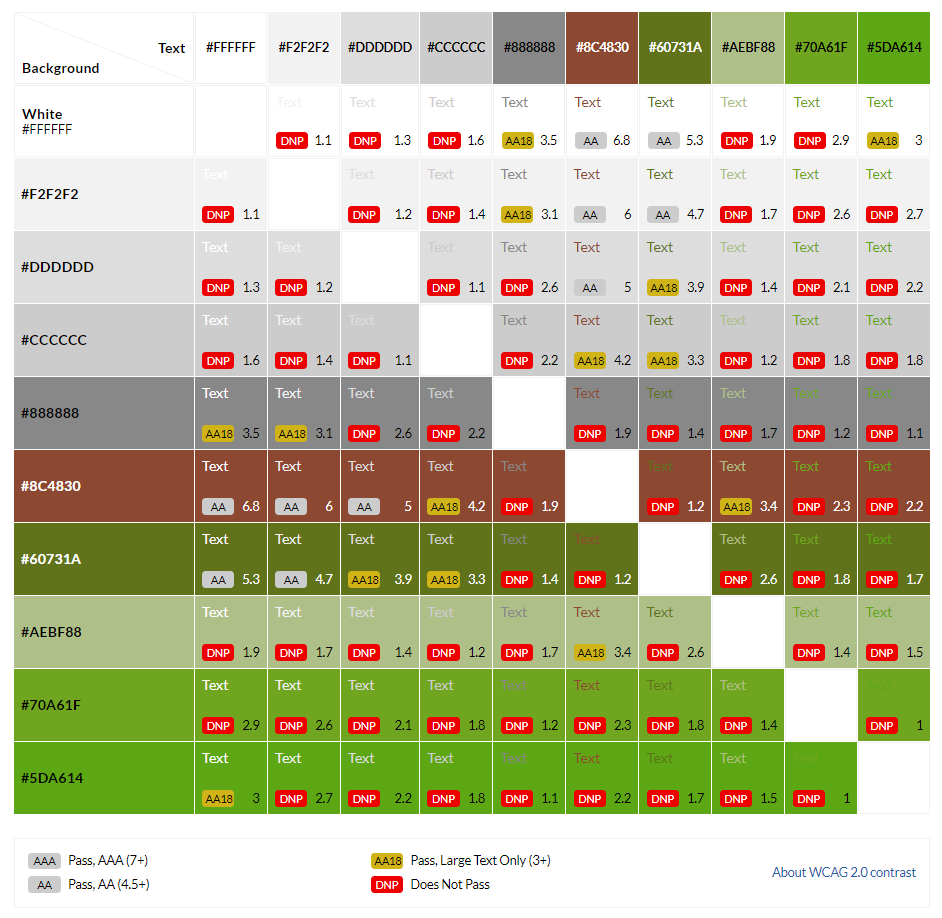 Text #FFFFFF #F2F2F2 #DDDDDD #CCCCCC #888888 #8C4830 #60731A #AEBF88 #70A61F #5DA614
Background
White Text Text Text Text Text Text Text Text Text
#FFFFFF
DNP 1.1 DNP 1.3 DNP 1.6 AA18 3.5 AA 6.8 AA 5.3 DNP 1.9 DNP 2.9 AA18 3
Text Text Text Text Text Text Text Text Text
#F2F2F2
DNP 1.1 DNP 1.2 DNP 1.4 AA18 3.1 AA 6 AA 4.7 DNP 1.7 DNP 2.6 DNP 2.7
Text Text Text Text Text Text Text Text Text
#DDDDDD
DNP 1.3 DNP 1.2 DNP 1.1 DNP 2.6 AA 5 AA18 3.9 DNP 1.4 DNP 2.1 DNP 2.2
Text Text Text Text Text Text Text Text Text
#CCCCCC
DNP 1.6 DNP 1.4 DNP 1.1 DNP 2.2 AA18 4.2 AA18 3.3 DNP 1.2 DNP 1.8 DNP 1.8
Text Text Text Text Text Text Text Text Text
#888888
AA18 3.5 AA18 3.1 DNP 2.6 DNP 2.2 DNP 1.9 DNP 1.4 DNP 1.7 DNP 1.2 DNP 1.1
Text Text Text Text Text Text Text Text Text
#8C4830
AA 6.8 AA 6 AA 5 AA18 4.2 DNP 1.9 DNP 1.2 AA18 3.4 DNP 2.3 DNP 2.2
Text Text Text Text Text Text Text Text Text
#60731A
AA 5.3 AA 4.7 AA18 3.9 AA18 3.3 DNP 1.4 DNP 1.2 DNP 2.6 DNP 1.8 DNP 1.7
Text Text Text Text Text Text Text Text Text
#AEBF88
DNP 1.9 DNP 1.7 DNP 1.4 DNP 1.2 DNP 1.7 AA18 3.4 DNP 2.6 DNP 1.4 DNP 1.5
Text Text Text Text Text Text Text Text Text
#70A61F
DNP 2.9 DNP 2.6 DNP 2.1 DNP 1.8 DNP 1.2 DNP 2.3 DNP 1.8 DNP 1.4 DNP 1
Text Text Text Text Text Text Text Text Text
#5DA614
AA18 3 DNP 2.7 DNP 2.2 DNP 1.8 DNP 1.1 DNP 2.2 DNP 1.7 DNP 1.5 DNP 1
AAA Pass, AAA (7+) AA18 Pass, Large Text Only (3+)
About WCAG 2.0 contrast
AA Pass, AA (4.5+) DNP Does Not Pass